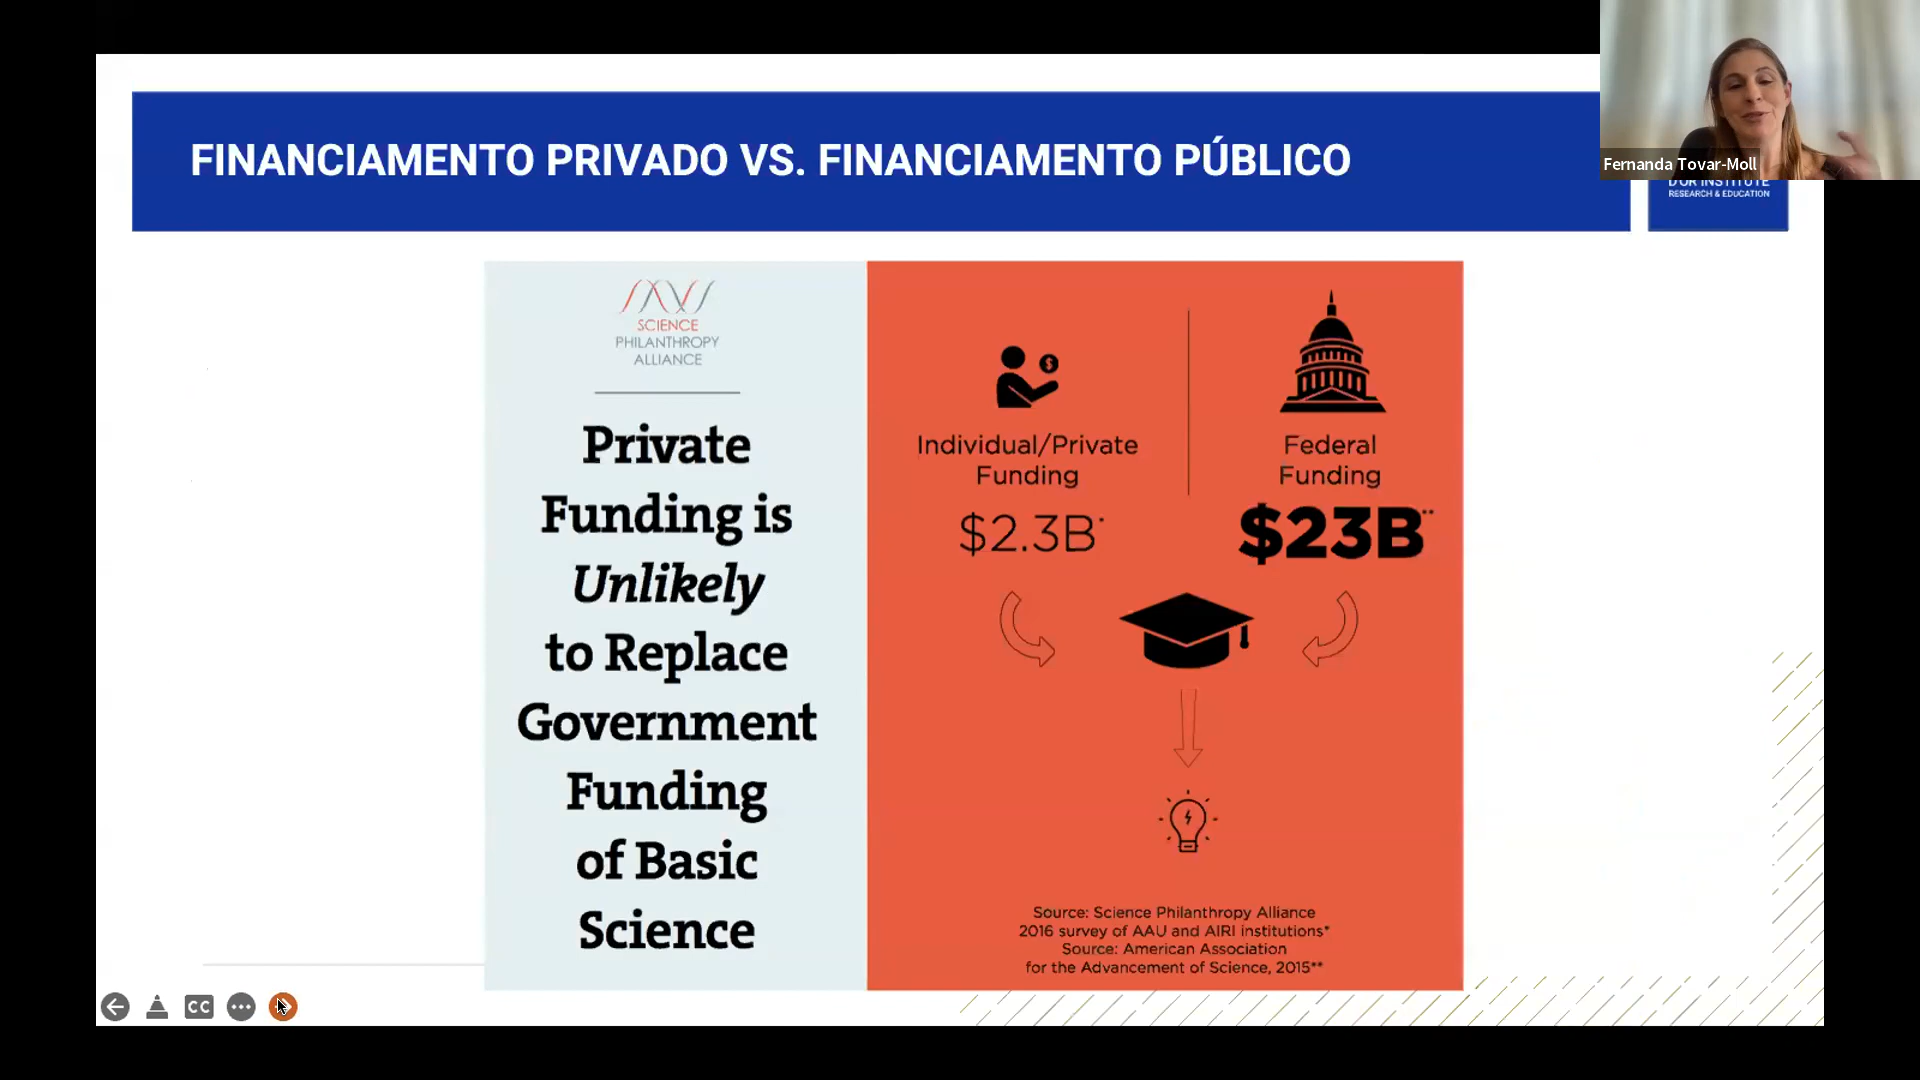 FINANCIAMENTO PRIVADO VS. FINANCIAMENTO PÚBLICO
Fernanda Tovar-Moll
D'OR INSTITUTE
RESEARCH & EDUCATION
SCIENCE
PHILANTHROPY
ALLIANCE
Private
Funding is
Unlikely
to Replace
Government
Funding
of Basic
Science
Individual/Private
Funding
$2.3B*
Federal
Funding
$23B**
Source: Science Philanthropy Alliance
2016 survey of AAU and AIRI institutions*
Source: American Association
for the Advancement of Science, 2015**
CC